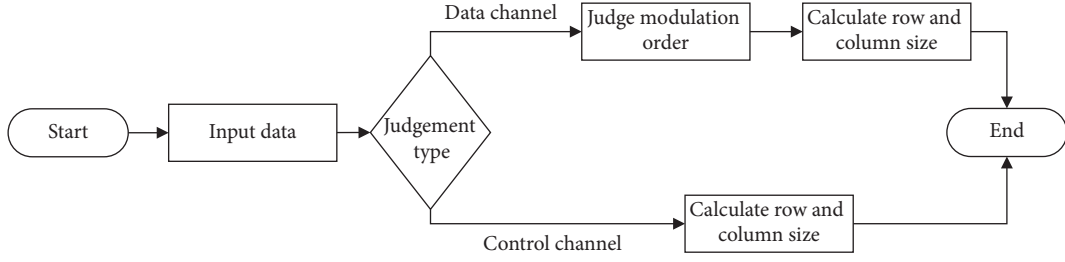 Data channel
Judge modulation
order
Calculate row and
column size
Start
Input data
Judgement
type
End
Control channel
Calculate row and
column size